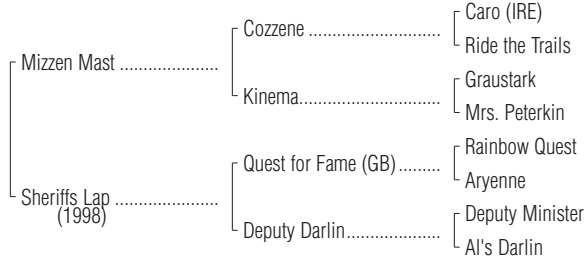 Caro (IRE)
Cozzene ...........................
Ride the Trails
Mizzen Mast ....................
Graustark
Kinema.............................
Mrs. Peterkin
Rainbow Quest
Quest for Fame (GB).........
Aryenne
Sheriffs Lap .....................
(1998)
Deputy Minister
Deputy Darlin...................
Al's Darlin